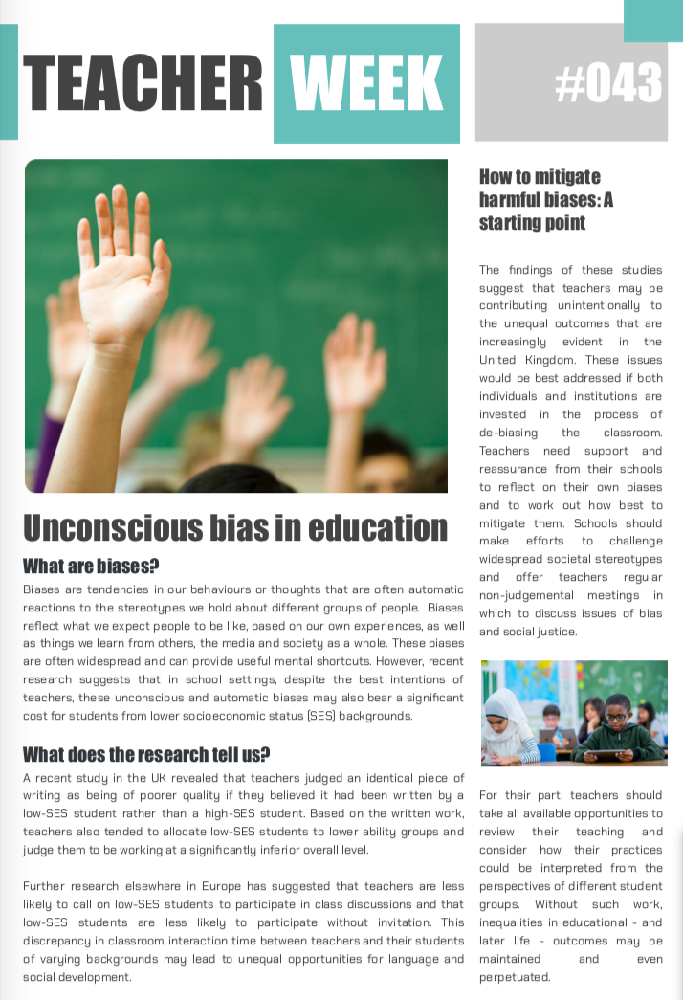 TEACHER WEEK
#043
Unconscious bias in education
What are biases?
Biases are tendencies in our behaviours or thoughts that are often automatic
reactions to the stereotypes we hold about different groups of people. Biases
reflect what we expect people to be like, based on our own experiences, as well
as things we learn from others, the media and society as a whole. These biases
are often widespread and can provide useful mental shortcuts. However, recent
research suggests that in school settings, despite the best intentions of
teachers, these unconscious and automatic biases may also bear a significant
cost for students from lower socioeconomic status (SES) backgrounds.
What does the research tell us?
A recent study in the UK revealed that teachers judged an identical piece of
writing as being of poorer quality if they believed it had been written by a
low-SES student rather than a high-SES student. Based on the written work,
teachers also tended to allocate low-SES students to lower ability groups and
judge them to be working at a significantly inferior overall level.
Further research elsewhere in Europe has suggested that teachers are less
likely to call on low-SES students to participate in class discussions and that
low-SES students are less likely to participate without invitation. This
discrepancy in classroom interaction time between teachers and their students
of varying backgrounds may lead to unequal opportunities for language and
social development.
How to mitigate
harmful biases: A
starting point
The findings of these studies
suggest that teachers may be
contributing unintentionally to
the unequal outcomes that are
increasingly evident in the
United Kingdom. These issues
would be best addressed if both
individuals and institutions are
invested in the process of
de-biasing the classroom.
Teachers need support and
reassurance from their schools
to reflect on their own biases
and to work out how best to
mitigate them. Schools should
make efforts to challenge
widespread societal stereotypes
and offer teachers regular
non-judgemental meetings in
which to discuss issues of bias
and social justice.
For their part, teachers should
take all available opportunities to
review their teaching and
consider how their practices
could be interpreted from the
perspectives of different student
groups. Without such work,
inequalities in educational - and
later life - outcomes may be
maintained and even
perpetuated.